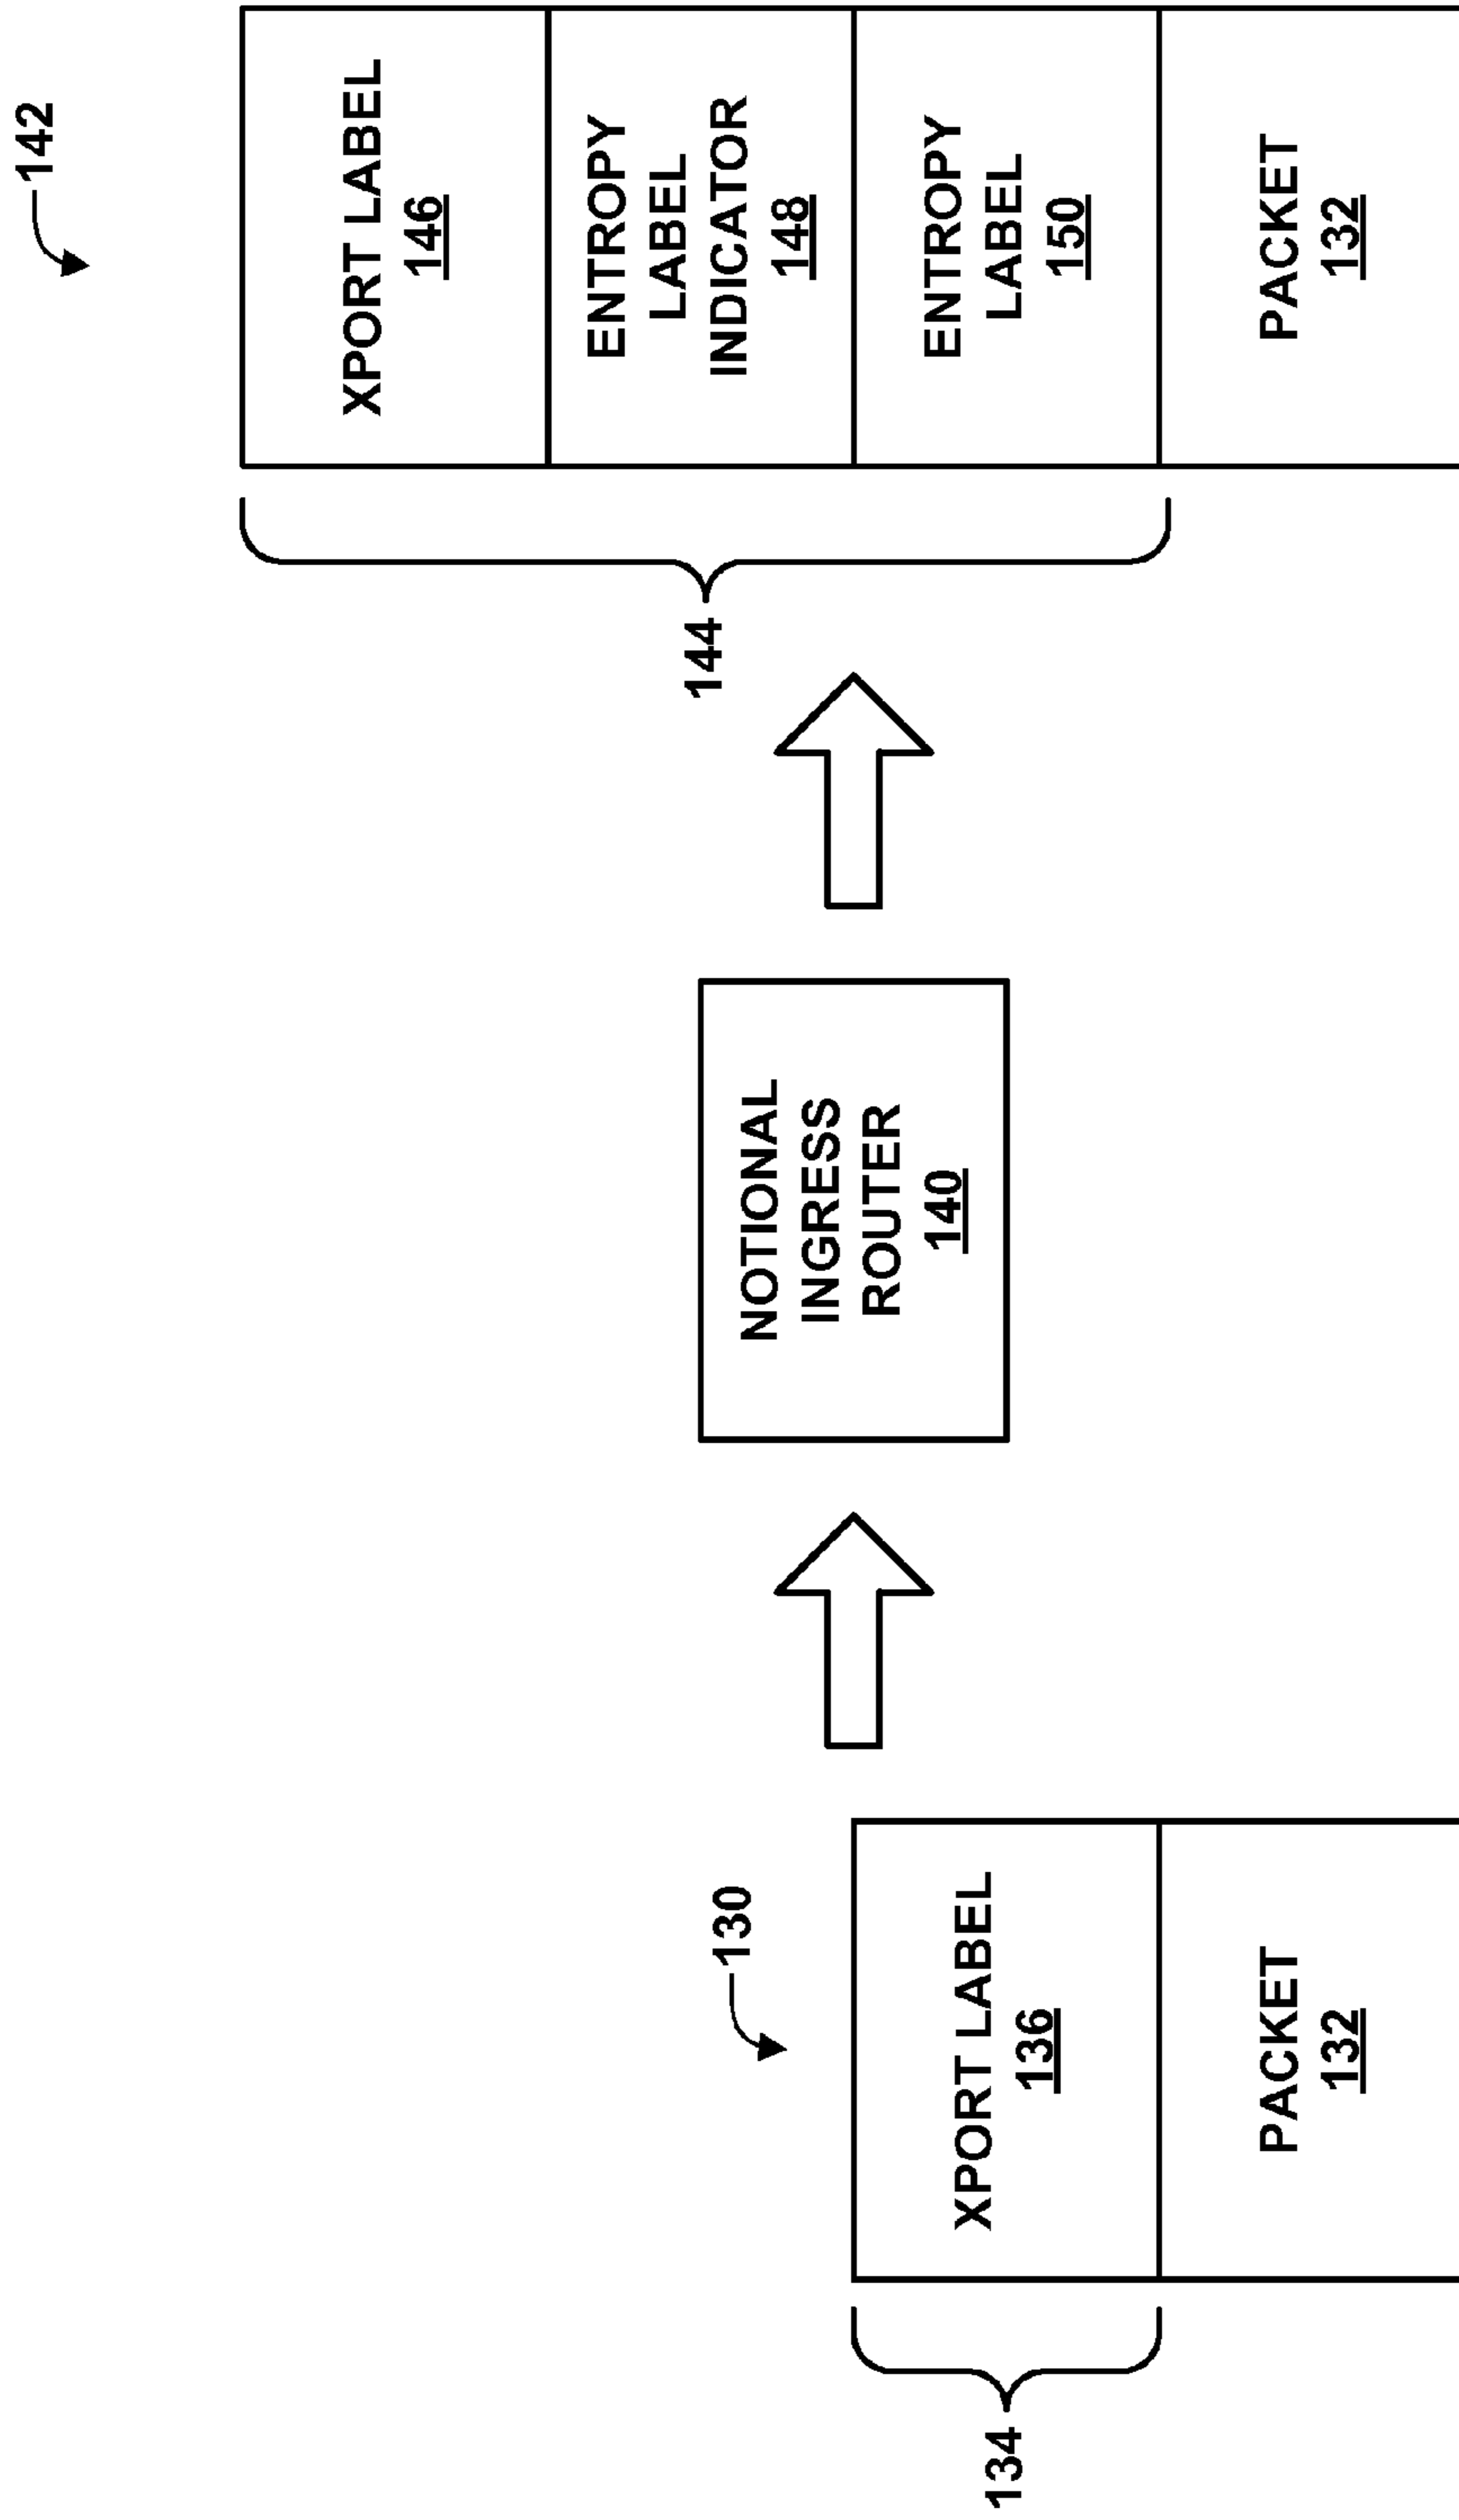 130
134
XPORT LABEL
136
PACKET
132
NOTIONAL
INGRESS
ROUTER
140
142
144
XPORT LABEL
146
ENTROPY
LABEL
INDICATOR
148
ENTROPY
LABEL
150
PACKET
132